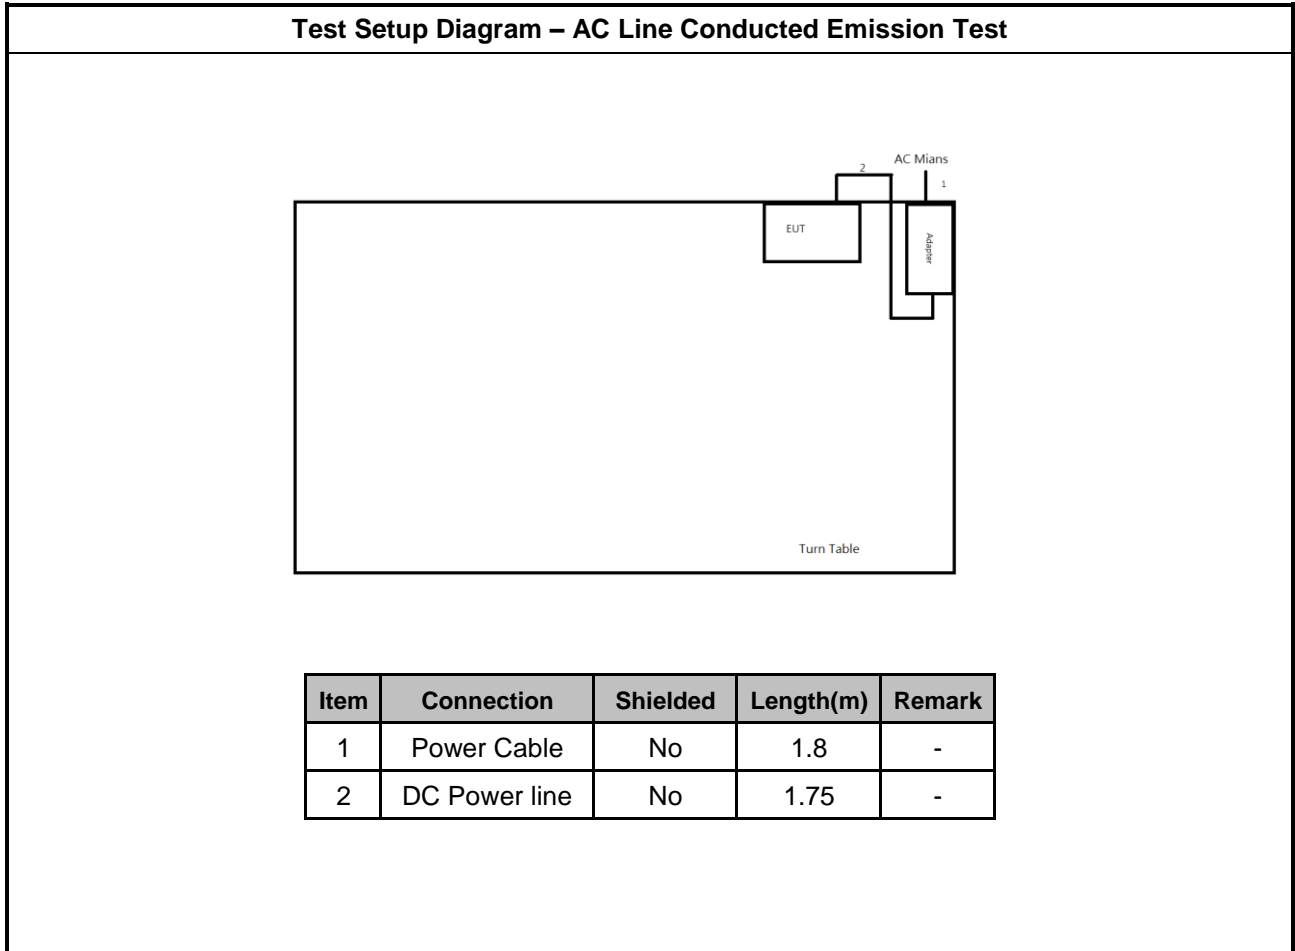 Test Setup Diagram – AC Line Conducted Emission Test
AC Mians
2
1
EUT
Adapter
Turn Table
Item Connection Shielded Length(m) Remark
1 Power Cable No 1.8 -
2 DC Power line No 1.75 -